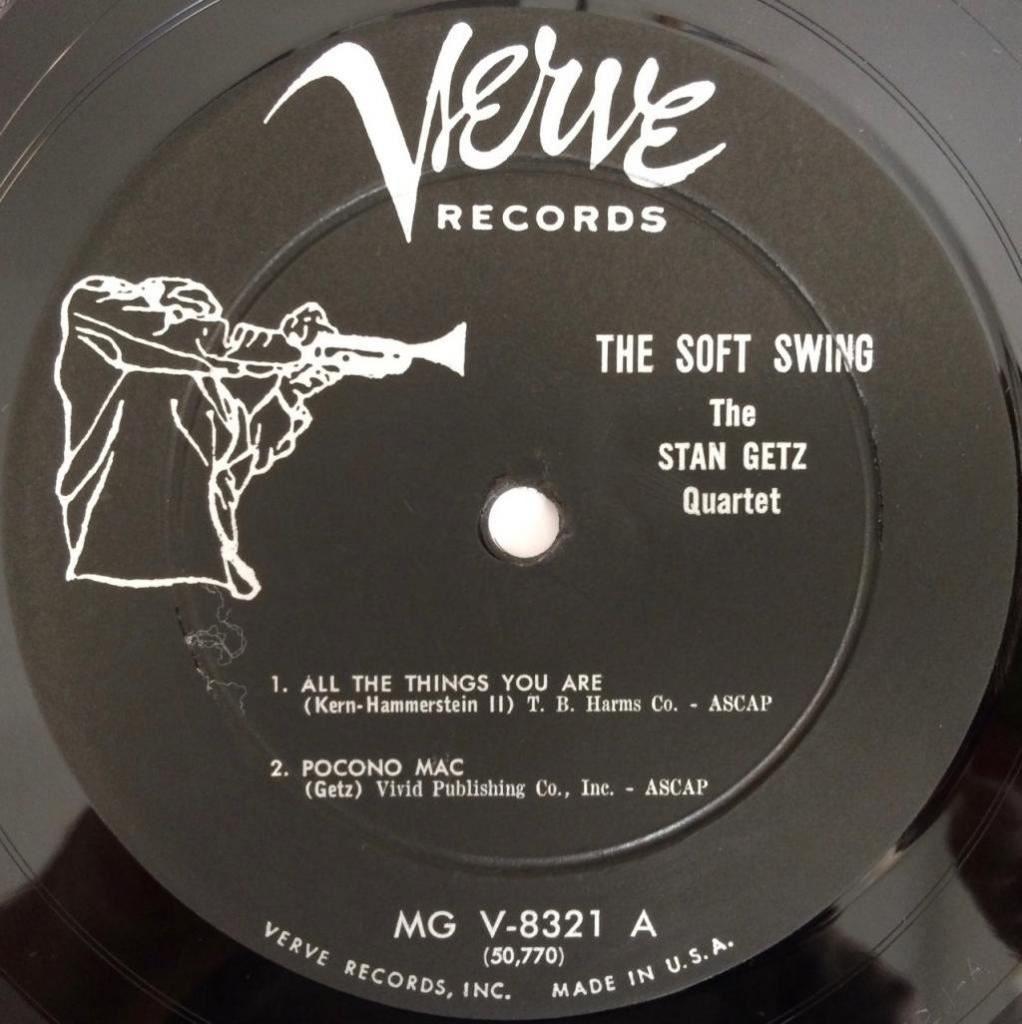 Verve
RECORDS
THE SOFT SWING
The
STAN GETZ
Quartet
1. ALL THE THINGS YOU ARE
(Kern-Hammerstein II) T. B. Harms Co. - ASCAP
2. POCONO MAC
(Getz) Vivid Publishing Co., Inc. - ASCAP
MG V-8321 A
(50,770)
VERVE RECORDS, INC. MADE IN U.S.A.